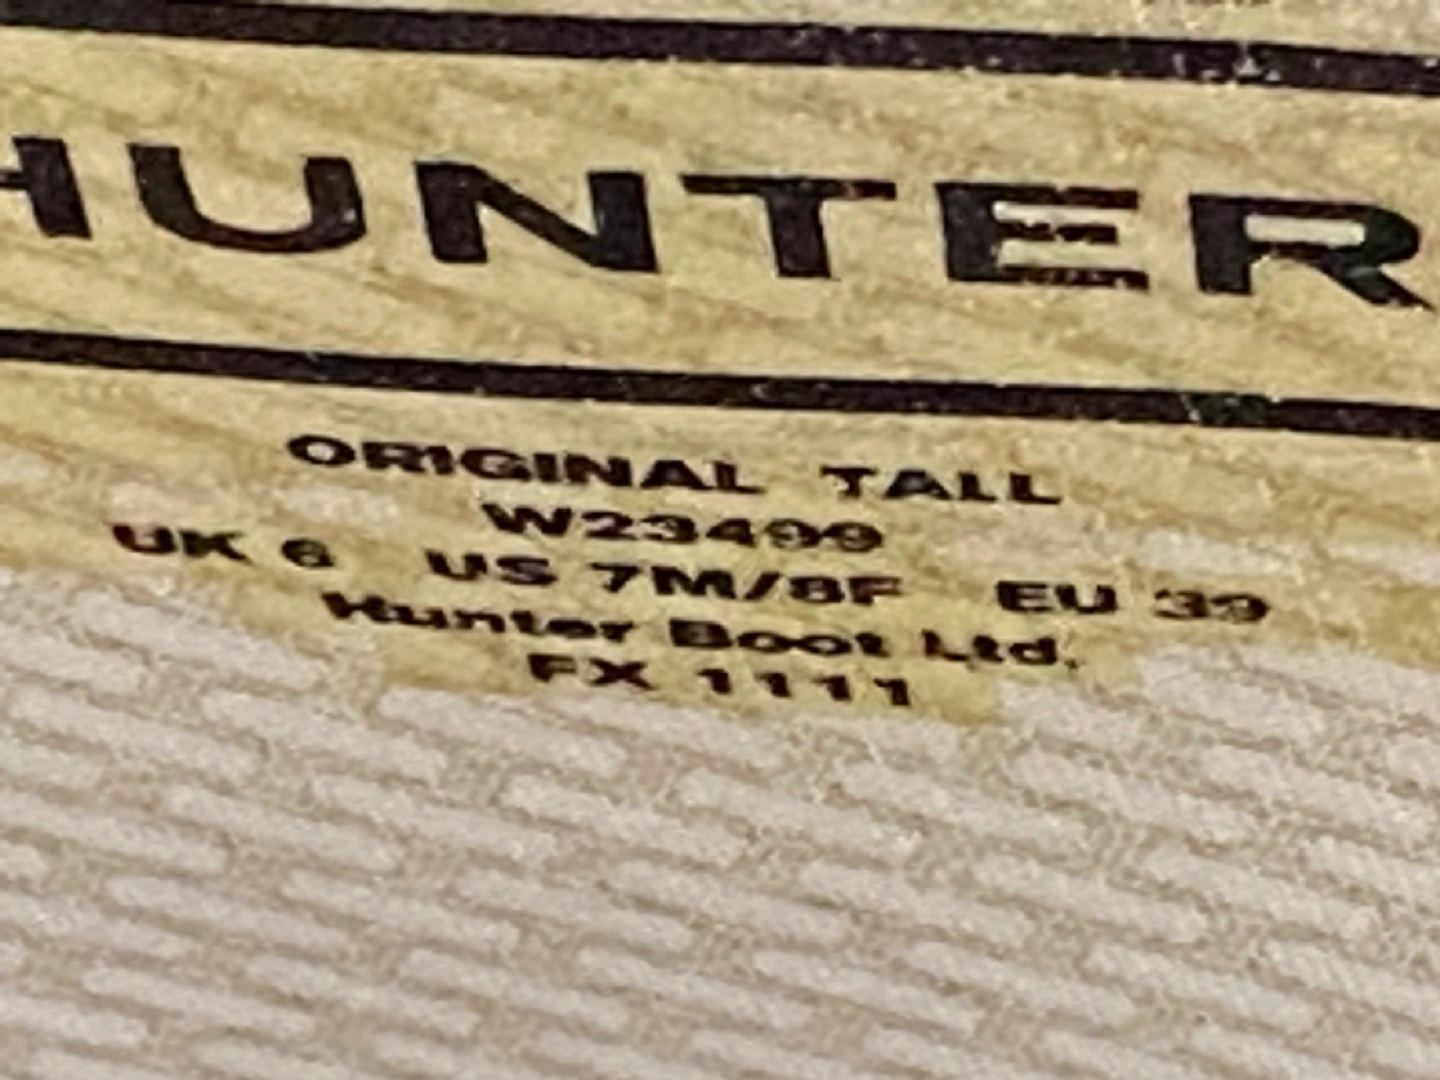 HUNTER
ORIGINAL TALL
W23499
UK 6 US 7M/8F EU 39
Hunter Boot Ltd.
FX 1111